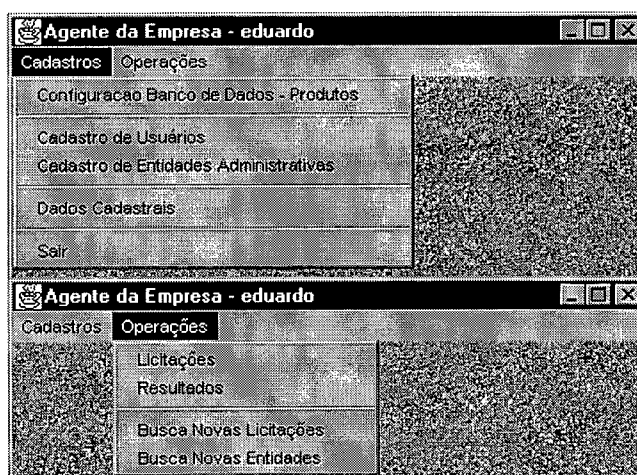 Agente da Empresa - eduardo
Cadastros Operações
Configuracao Banco de Dados - Produtos
Cadastro de Usuários
Cadastro de Entidades Administrativas
Dados Cadastrais
Sair
Agente da Empresa - eduardo
Cadastros Operações
Licitações
Resultados
Busca Novas Licitações
Busca Novas Entidades